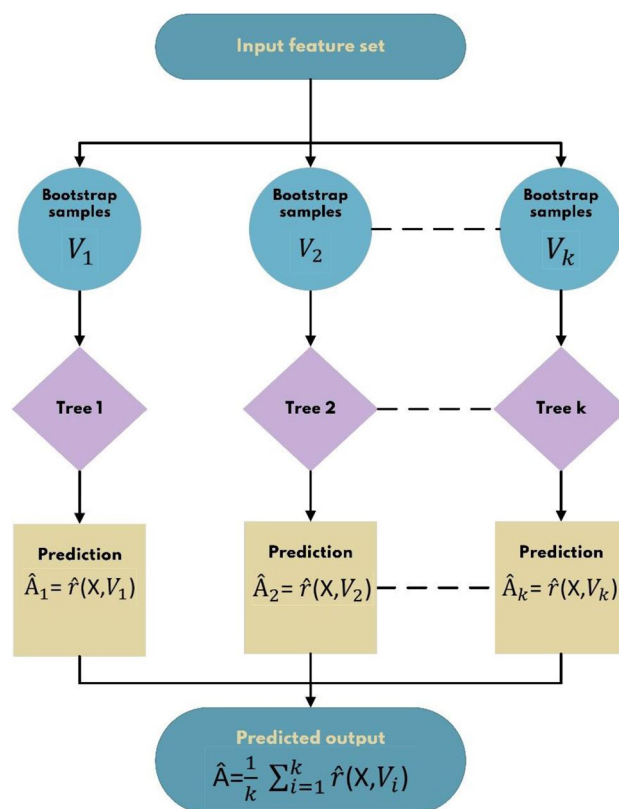 Input feature set
Bootstrap samples
V₁
Bootstrap samples
V₂
Bootstrap samples
Vₖ
Tree 1
Tree 2
Tree k
Prediction
Â₁= r̂(X,V₁)
Prediction
Â₂= r̂(X,V₂)
Prediction
Âₖ= r̂(X,Vₖ)
Predicted output
Â=1/k ∑ᵢ₌₁ᵏ r̂(X,Vᵢ)